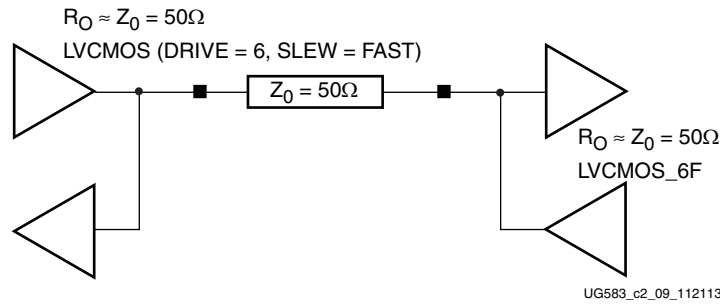 R_O ≈ Z_0 = 50Ω
LVCMOS (DRIVE = 6, SLEW = FAST)
Z_0 = 50Ω
R_O ≈ Z_0 = 50Ω
LVCMOS_6F
UG583_c2_09_112113